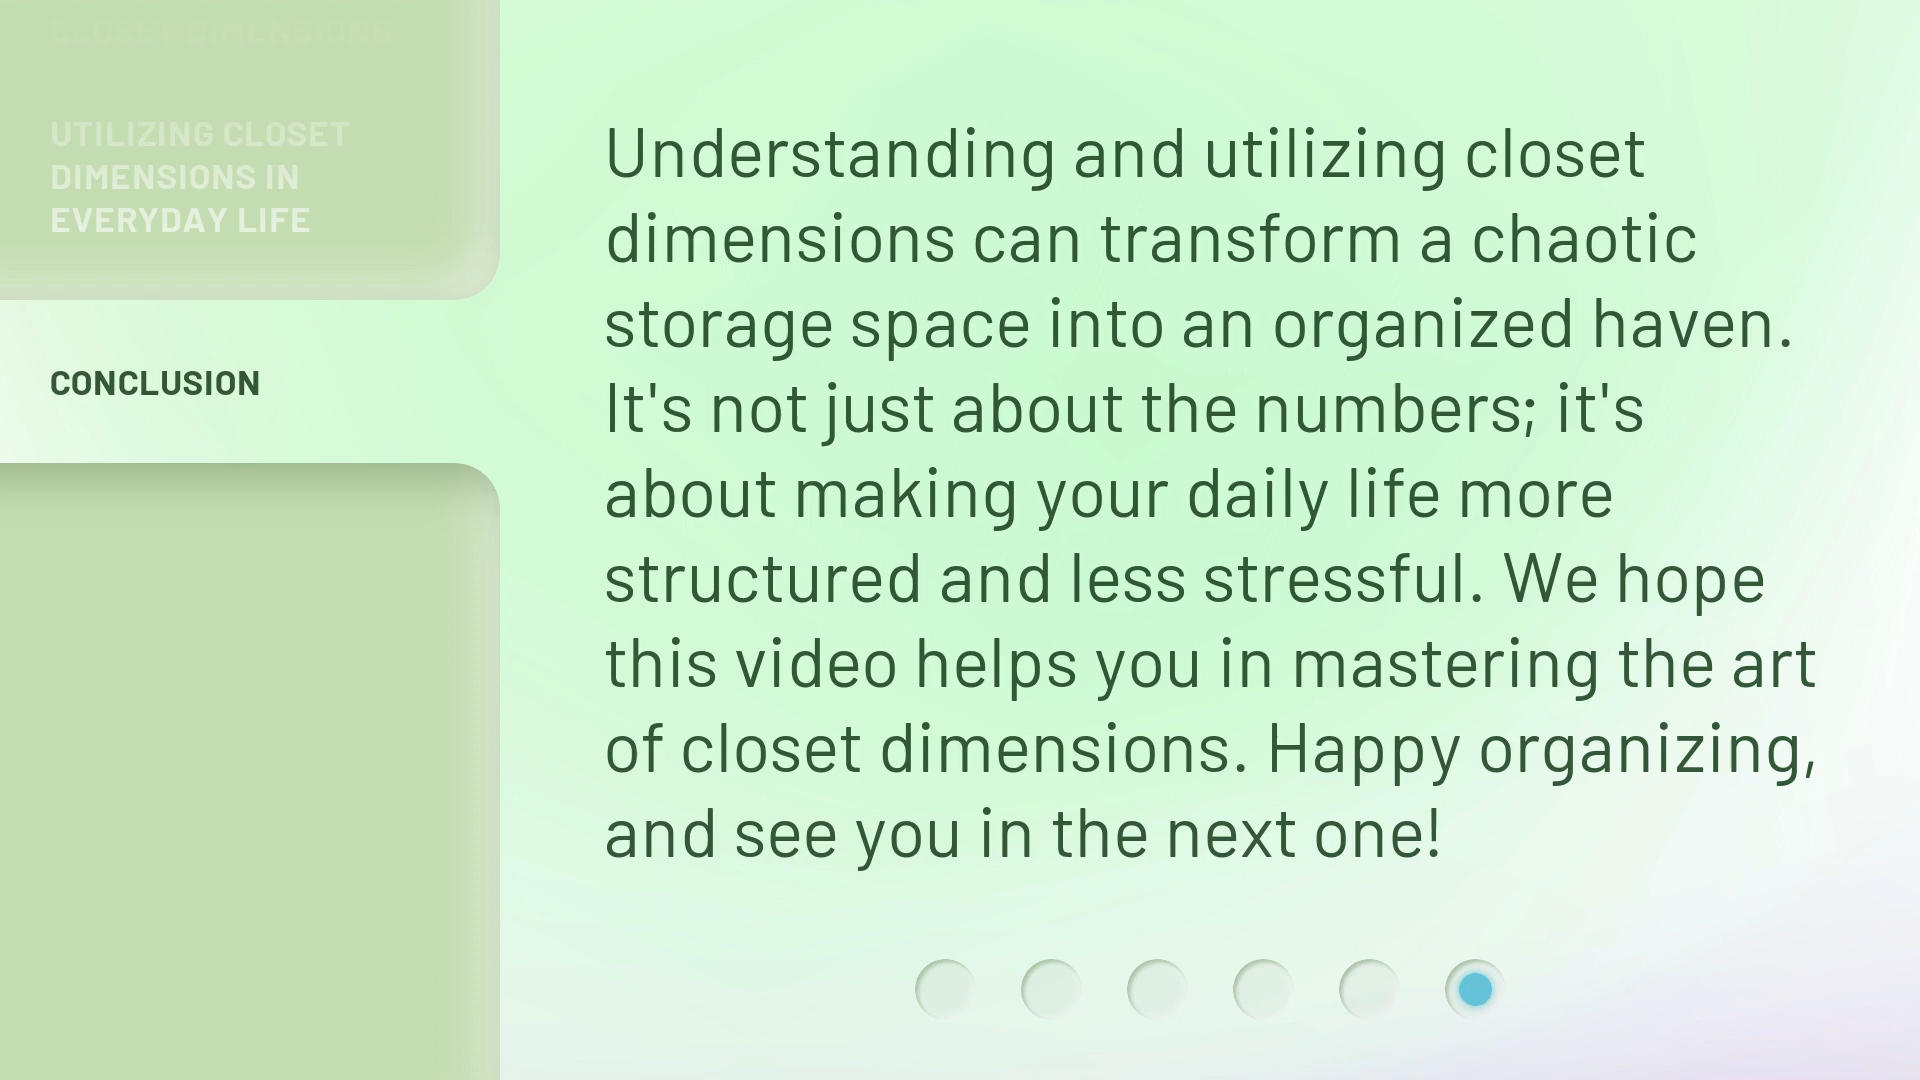 CLOSET DIMENSIONS
UTILIZING CLOSET
DIMENSIONS IN
EVERYDAY LIFE
CONCLUSION
Understanding and utilizing closet
dimensions can transform a chaotic
storage space into an organized haven.
It's not just about the numbers; it's
about making your daily life more
structured and less stressful. We hope
this video helps you in mastering the art
of closet dimensions. Happy organizing,
and see you in the next one!